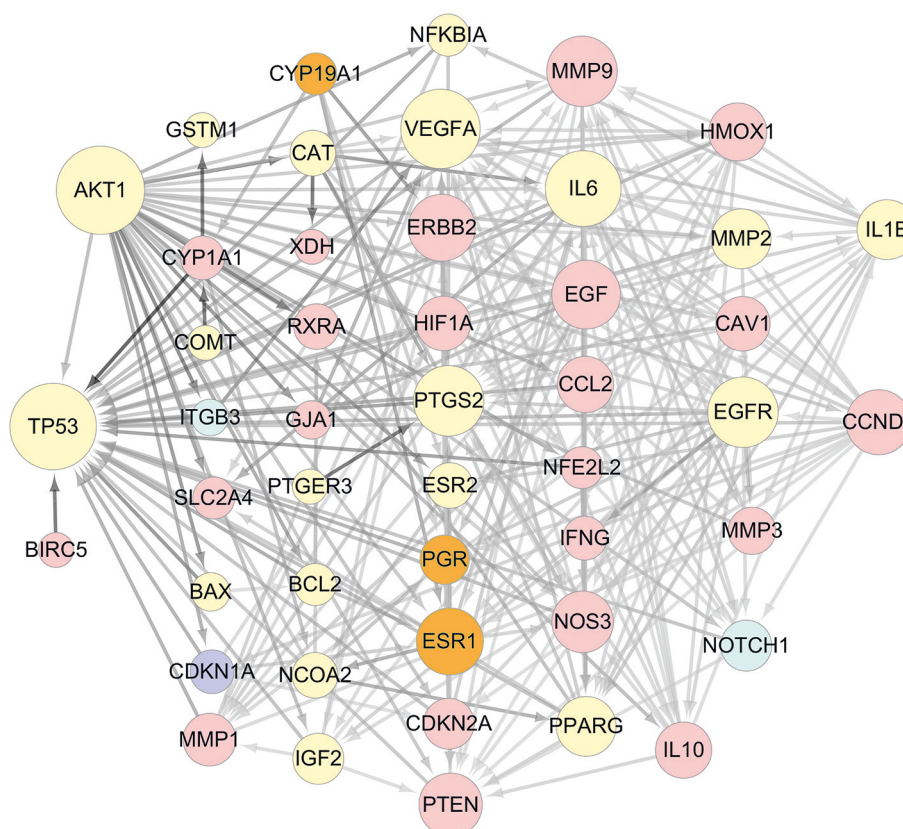 NFKBIA
CYP19A1
MMP9
GSTM1
VEGFA
HMOX1
CAT
AKT1
IL6
ERBB2
MMP2
IL1B
XDH
CYP1A1
EGF
RXRA
HIF1A
CAV1
COMT
CCL2
PTGS2
EGFR
ITGB3
GJA1
TP53
CCND
NFE2L2
PTGER3
ESR2
SLC2A4
MMP3
IFNG
BIRC5
PGR
BCL2
BAX
NOS3
ESR1
NOTCH1
CDKN1A
NCOA2
CDKN2A
PPARG
MMP1
IL10
IGF2
PTEN